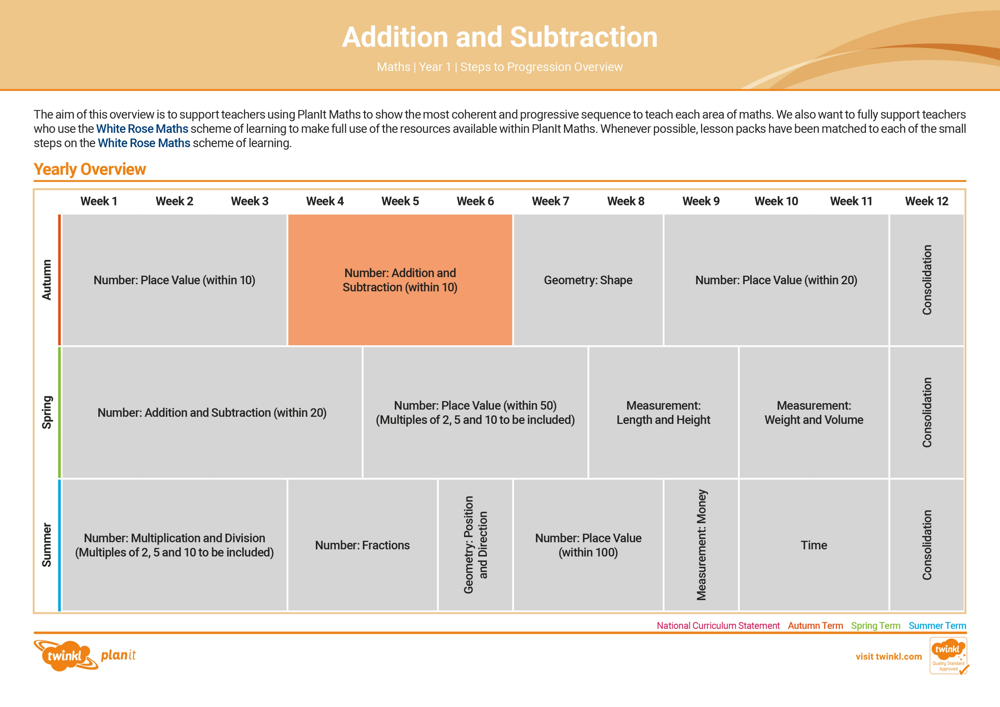 Addition and Subtraction
Maths | Year 1 | Steps to Progression Overview
The aim of this overview is to support teachers using PlanIt Maths to show the most coherent and progressive sequence to teach each area of maths. We also want to fully support teachers
who use the White Rose Maths scheme of learning to make full use of the resources available within PlanIt Maths. Whenever possible, lesson packs have been matched to each of the small
steps on the White Rose Maths scheme of learning.
Yearly Overview
Week 1 Week 2 Week 3 Week 4 Week 5 Week 6 Week 7 Week 8 Week 9 Week 10 Week 11 Week 12
Autumn
Number: Place Value (within 10)
Number: Addition and
Subtraction (within 10)
Geometry: Shape
Number: Place Value (within 20)
Consolidation
Spring
Number: Addition and Subtraction (within 20)
Number: Place Value (within 50)
(Multiples of 2, 5 and 10 to be included)
Measurement:
Length and Height
Measurement:
Weight and Volume
Consolidation
Summer
Number: Multiplication and Division
(Multiples of 2, 5 and 10 to be included)
Number: Fractions
Geometry: Position
and Direction
Number: Place Value
(within 100)
Measurement: Money
Time
Consolidation
National Curriculum Statement Autumn Term Spring Term Summer Term
twinkl planit
visit twinkl.com
twinkl
Quality Standard
Approved